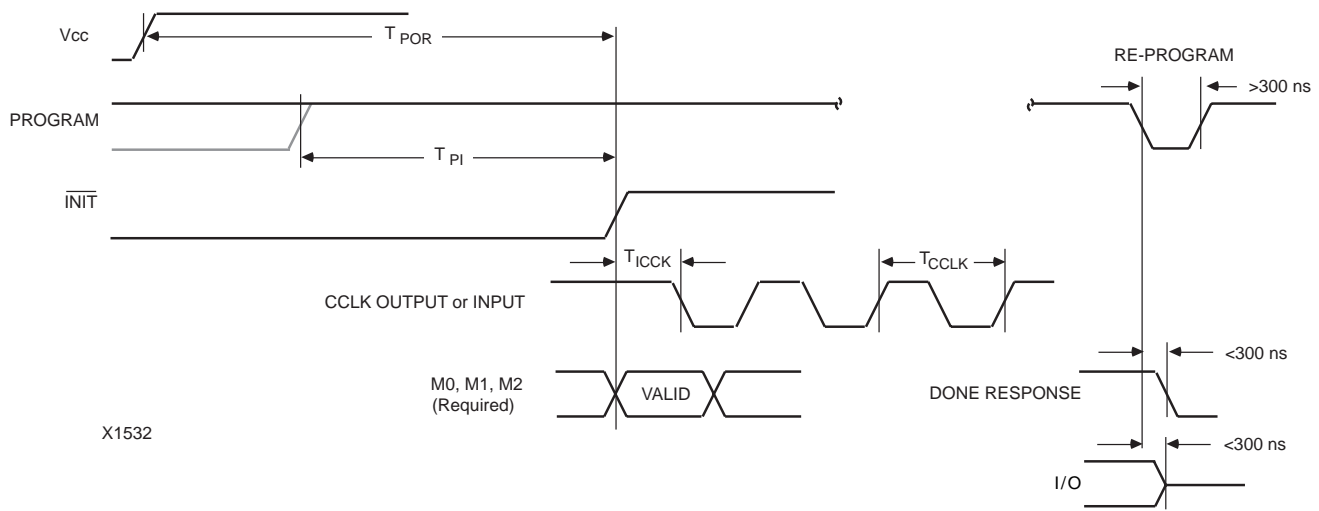 Vcc
T POR
RE-PROGRAM
>300 ns
PROGRAM
T PI
INIT
T ICCK
T CCLK
CCLK OUTPUT or INPUT
<300 ns
M0, M1, M2
(Required)
VALID
DONE RESPONSE
X1532
<300 ns
I/O